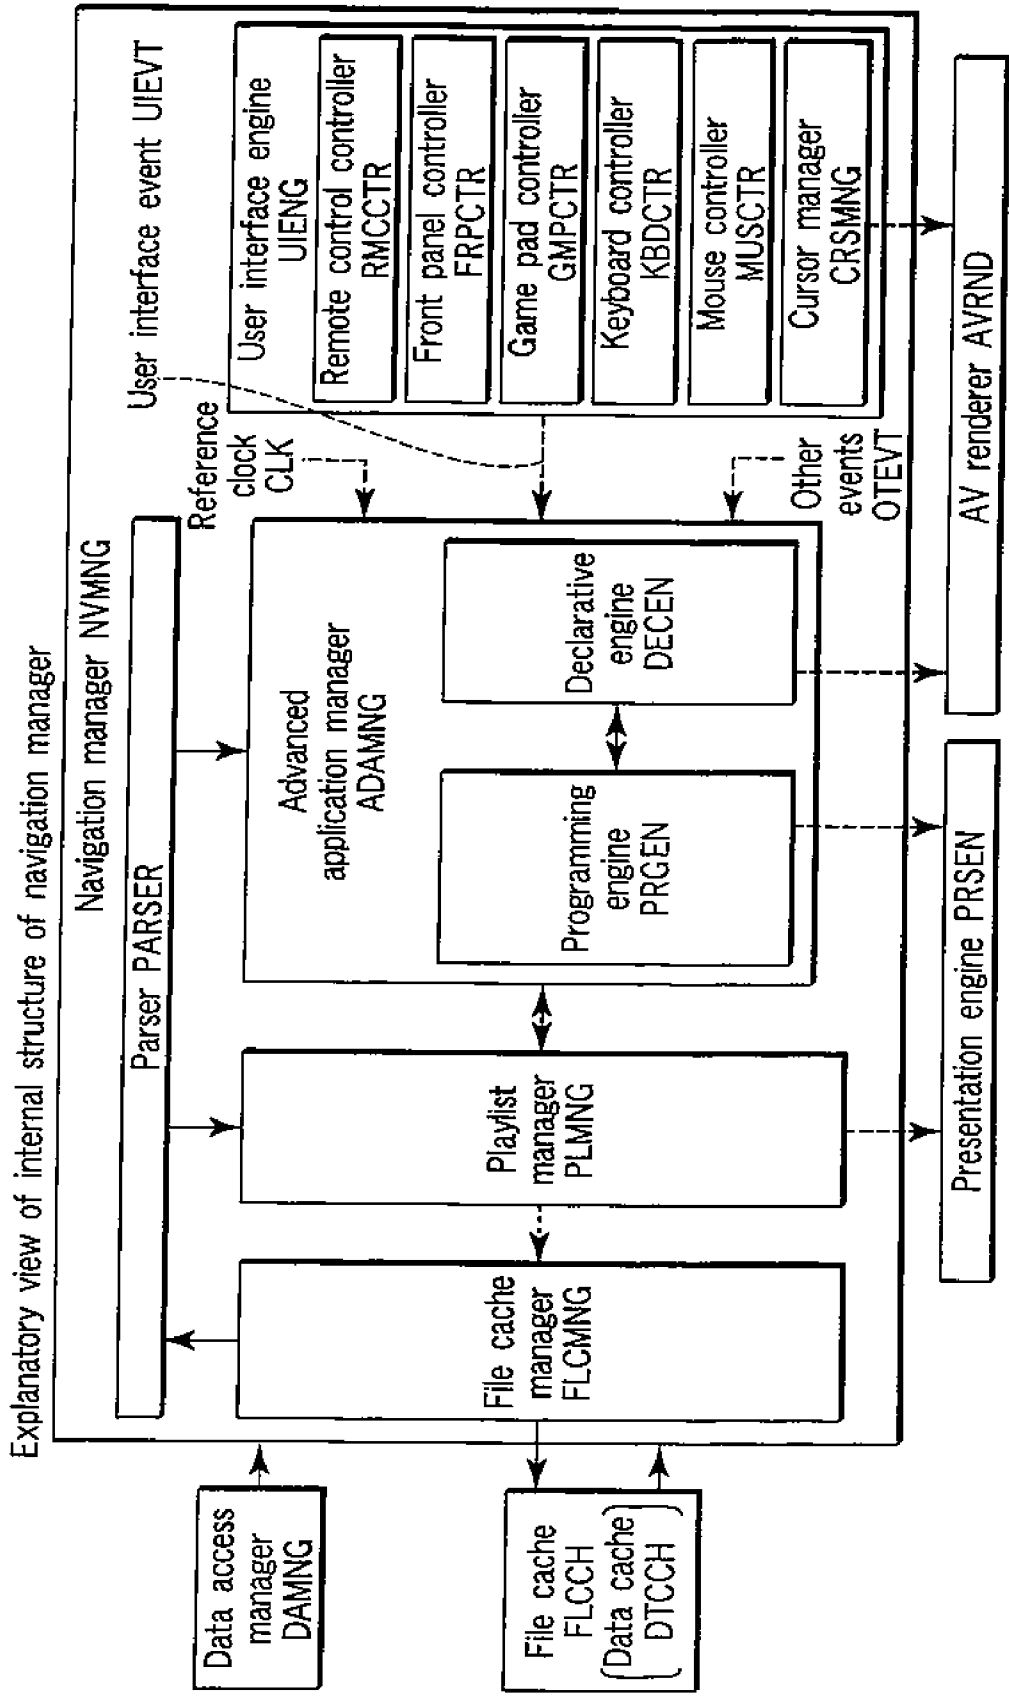 Explanatory view of internal structure of navigation manager
Navigation manager NVMNG
User interface event UIEVT
Parser PARSER
Reference
clock
CLK
User interface engine
UIENG
Remote control controller
RMCCTR
Front panel controller
FRPCTR
Game pad controller
GMPCTR
Keyboard controller
KBDCTR
Mouse controller
MUSCTR
Cursor manager
CRSMNG
Data access
manager
DAMNG
File cache
FLCCH
(Data cache)
DTCCH
File cache
manager
FLCMNG
Playlist
manager
PLMNG
Advanced
application manager
ADAMNG
Programming
engine
PRGEN
Declarative
engine
DECEN
Other
events
OTEVT
Presentation engine PRSEN
AV renderer AVRND